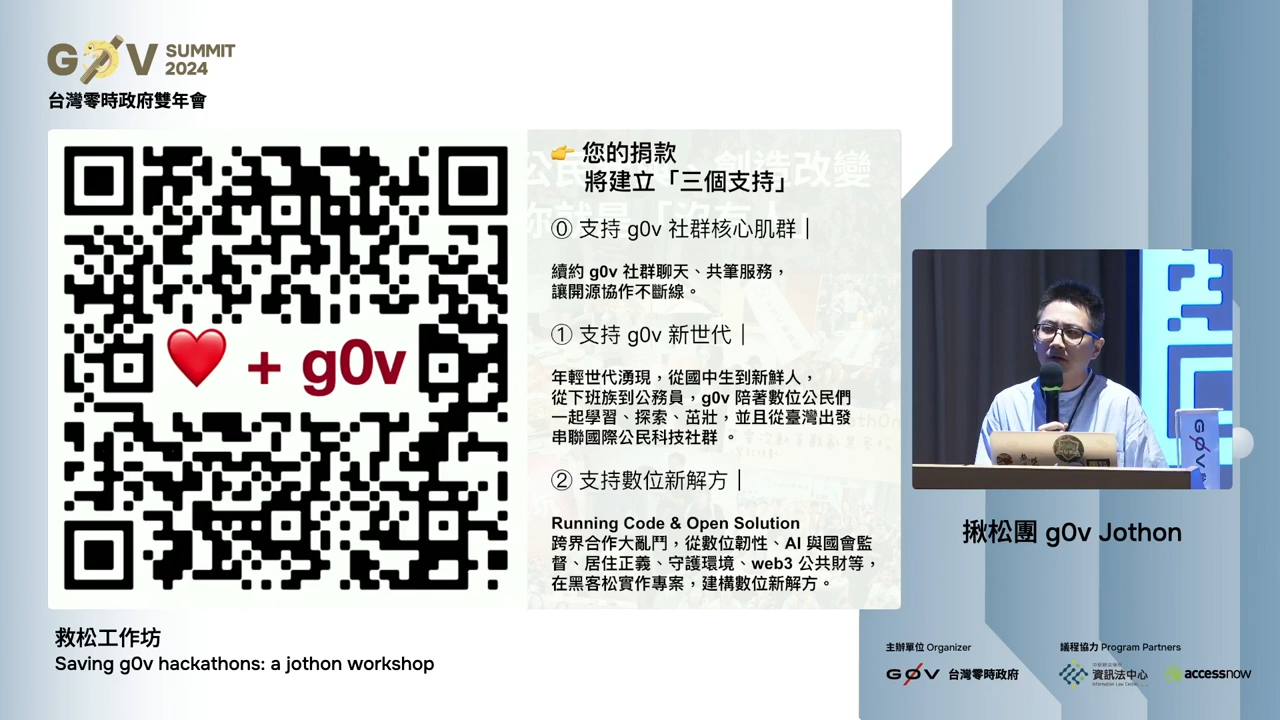 G0V SUMMIT 2024
台灣零時政府雙年會
❤️ + g0v
👉 您的捐款
將建立「三個支持」
⓪ 支持 g0v 社群核心肌群|
續約 g0v 社群聊天、共筆服務，
讓開源協作不斷線。
① 支持 g0v 新世代|
年輕世代湧現，從國中生到新鮮人，
從下班族到公務員，g0v 陪著數位公民們
一起學習、探索、茁壯，並且從臺灣出發
串聯國際公民科技社群 。
② 支持數位新解方|
Running Code & Open Solution
跨界合作大亂鬥，從數位韌性、AI 與國會監
督、居住正義、守護環境、web3 公共財等，
在黑客松實作專案，建構數位新解方。
G0V
揪松團 g0v Jothon
救松工作坊
Saving g0v hackathons: a jothon workshop
主辦單位 Organizer
G0V 台灣零時政府
議程協力 Program Partners
資訊法中心
Information Law Center
accessnow